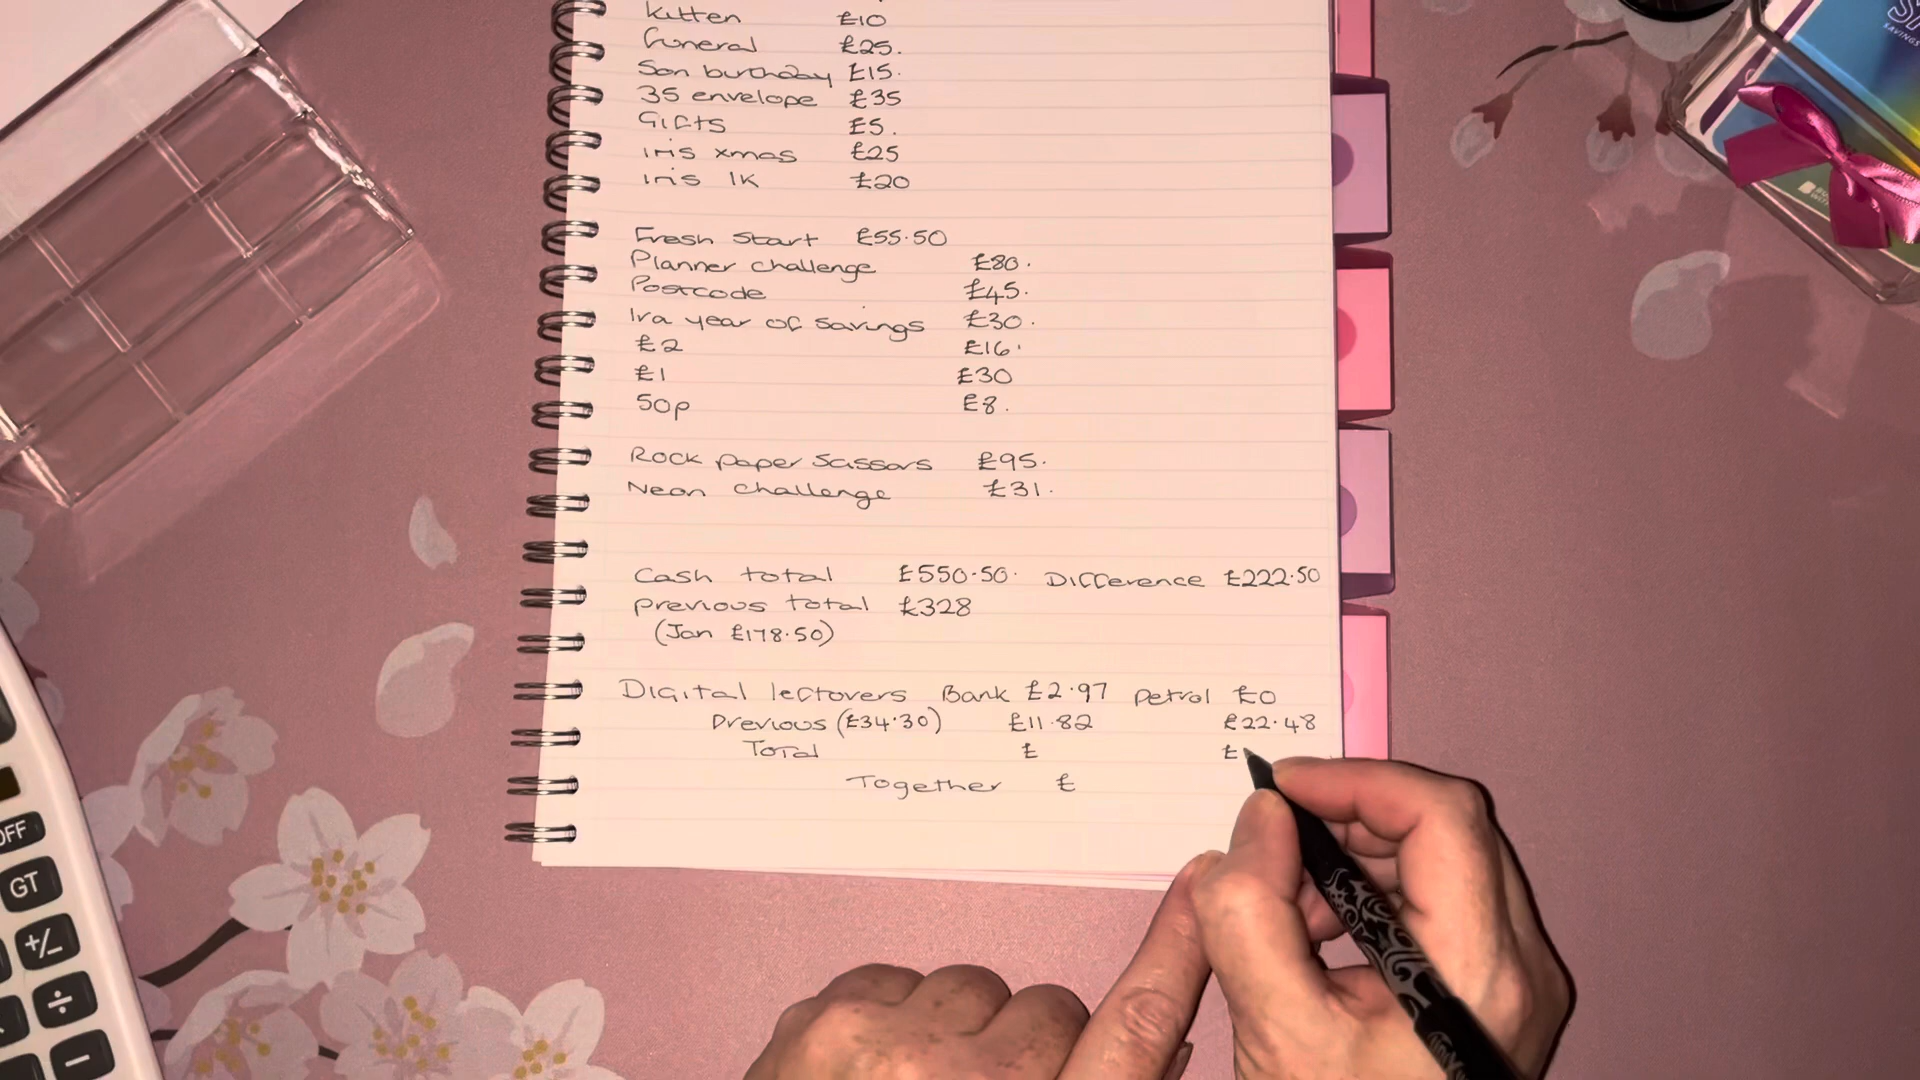 Kitten £10
Funeral £25.
Son birthday £15.
35 envelope £35
Gifts £5.
Iris xmas £25
Iris 1K £20
Fresh Start £55.50
Planner challenge £80.
Postcode £45.
Iva year of savings £30.
£2 £16.
£1 £30
50p £8.
Rock paper Scissors £95.
Neon challenge £31.
Cash total £550.50. Difference £222.50
previous total £328
(Jan £178.50)
Digital leftovers Bank £2.97 Petrol £0
Previous (£34.30) £11.82 £22.48
Total £ £
Together £
OFF
GT
+/-
÷
-